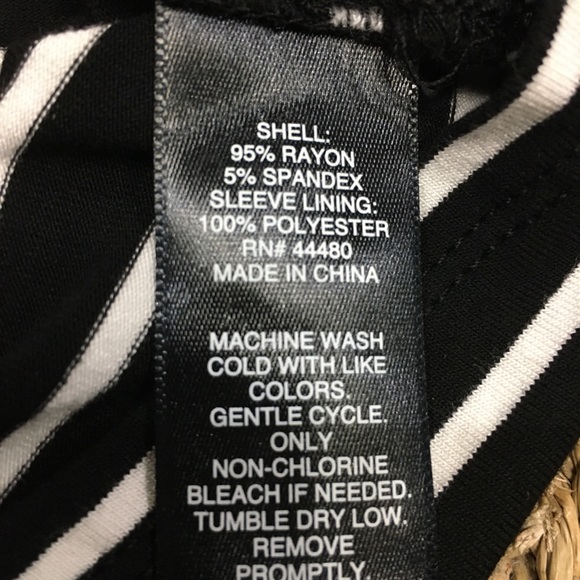 SHELL:
95% RAYON
5% SPANDEX
SLEEVE LINING:
100% POLYESTER
RN# 44480
MADE IN CHINA
MACHINE WASH
COLD WITH LIKE
COLORS.
GENTLE CYCLE.
ONLY
NON-CHLORINE
BLEACH IF NEEDED.
TUMBLE DRY LOW.
REMOVE
PROMPTLY.